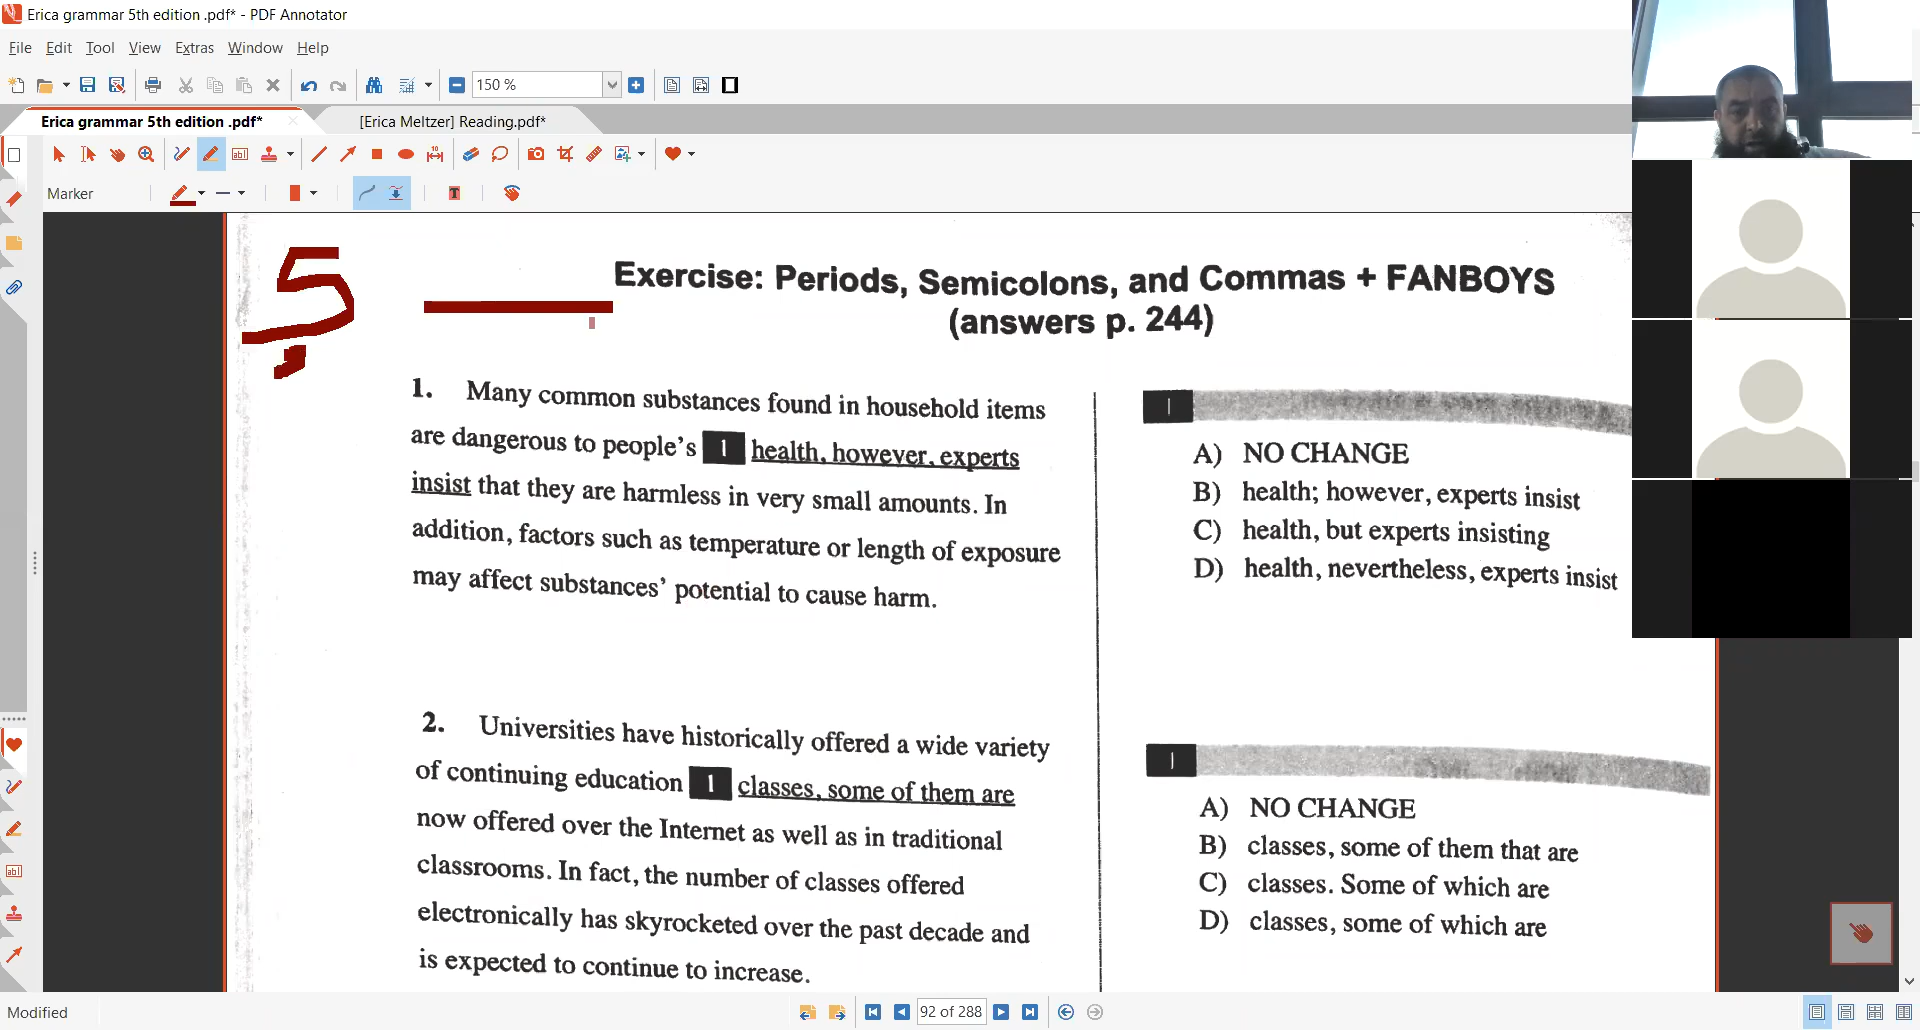 Erica grammar 5th edition .pdf* - PDF Annotator
File Edit Tool View Extras Window Help
150 %
Erica grammar 5th edition .pdf*
[Erica Meltzer] Reading.pdf*
Marker
5
Exercise: Periods, Semicolons, and Commas + FANBOYS
(answers p. 244)
1. Many common substances found in household items
are dangerous to people's 1 health, however, experts
insist that they are harmless in very small amounts. In
addition, factors such as temperature or length of exposure
may affect substances' potential to cause harm.
1
A) NO CHANGE
B) health; however, experts insist
C) health, but experts insisting
D) health, nevertheless, experts insist
2. Universities have historically offered a wide variety
of continuing education 1 classes, some of them are
now offered over the Internet as well as in traditional
classrooms. In fact, the number of classes offered
electronically has skyrocketed over the past decade and
is expected to continue to increase.
1
A) NO CHANGE
B) classes, some of them that are
C) classes. Some of which are
D) classes, some of which are
Modified
92 of 288